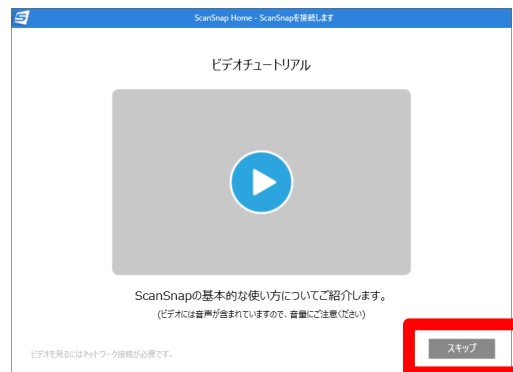 ScanSnap Home - ScanSnapを接続します
ビデオチュートリアル
ScanSnapの基本的な使い方についてご紹介します。
(ビデオには音声が含まれていますので、音量にご注意ください)
ビデオを見るにはネットワーク接続が必要です。
スキップ